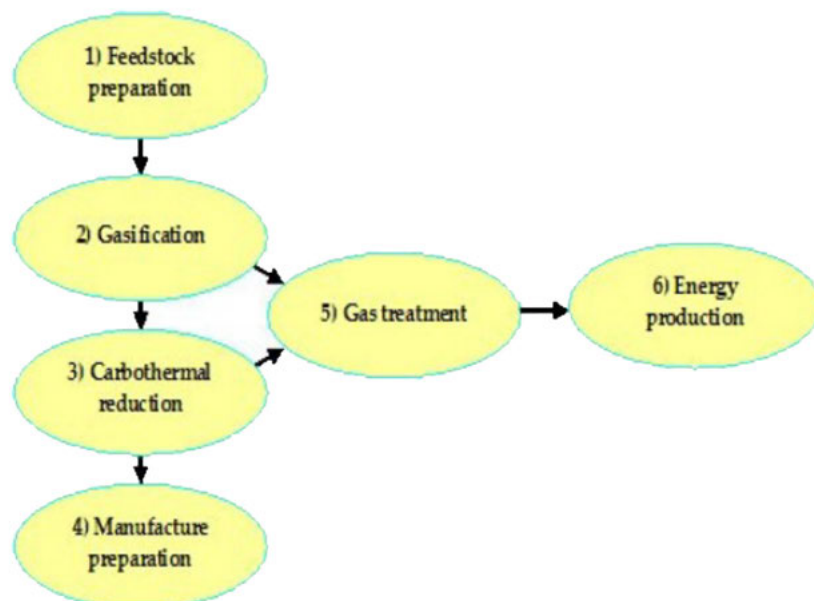 1) Feedstock
preparation
2) Gasification
3) Carbothermal
reduction
4) Manufacture
preparation
5) Gas treatment
6) Energy
production